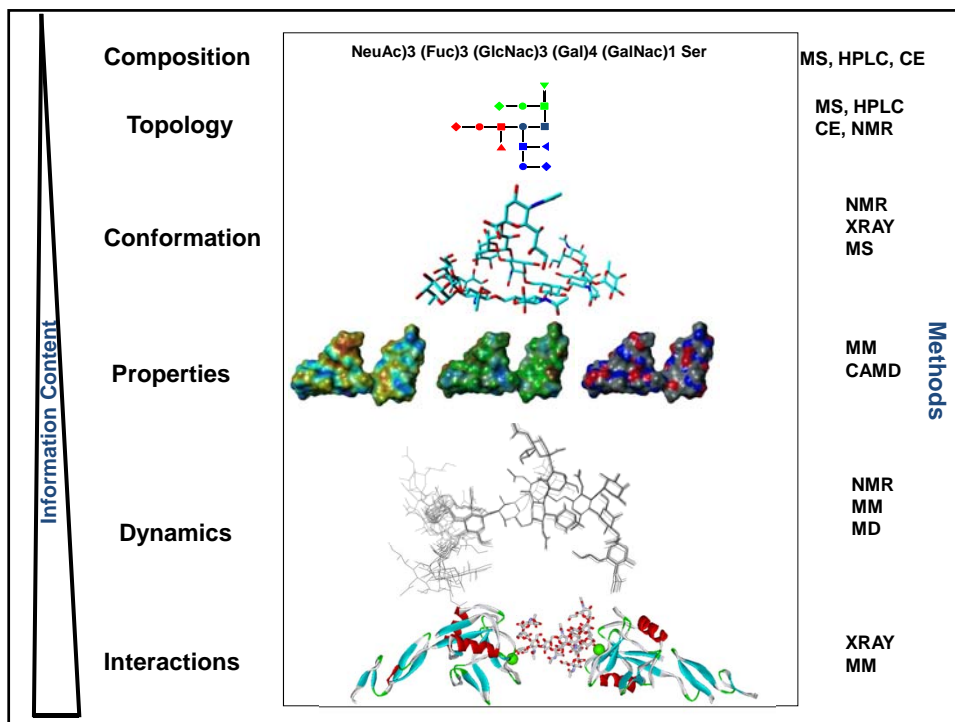 Composition
NeuAc)3 (Fuc)3 (GlcNac)3 (Gal)4 (GalNac)1 Ser
MS, HPLC, CE
Topology
MS, HPLC
CE, NMR
Conformation
NMR
XRAY
MS
Information Content
Properties
MM
CAMD
Methods
Dynamics
NMR
MM
MD
Interactions
XRAY
MM